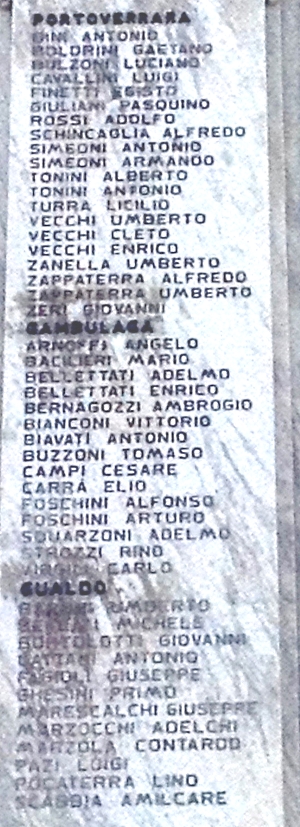 PORTOVERRARA
BINI ANTONIO
BOLDRINI GAETANO
BULZONI LUCIANO
CAVALLINI LUIGI
FINETTI EGISTO
GIULIANI PASQUINO
ROSSI ADOLFO
SCHINCAGLIA ALFREDO
SIMEONI ANTONIO
SIMEONI ARMANDO
TONINI ALBERTO
TONINI ANTONIO
TURRA LICILIO
VECCHI UMBERTO
VECCHI CLETO
VECCHI ENRICO
ZANELLA UMBERTO
ZAPPATERRA ALFREDO
ZAPPATERRA UMBERTO
ZERI GIOVANNI
GAMBULAGA
ARNOFFI ANGELO
BACILIERI MARIO
BELLETTATI ADELMO
BELLETTATI ENRICO
BERNAGOZZI AMBROGIO
BIANCONI VITTORIO
BIAVATI ANTONIO
BUZZONI TOMASO
CAMPI CESARE
CARRÀ ELIO
FOSCHINI ALFONSO
FOSCHINI ARTURO
SQUARZONI ADELMO
STROZZI RINO
CARLO
GUALDO
UMBERTO
MICHELE
BORTOLOTTI GIOVANNI
CATTANI ANTONIO
FAGIOLI GIUSEPPE
GHESINI PRIMO
MARESCALCHI GIUSEPPE
MARZOCCHI ADELCHI
MARZOLA CONTARDO
PAZI LUIGI
POCATERRA LINO
SCABBIA AMILCARE